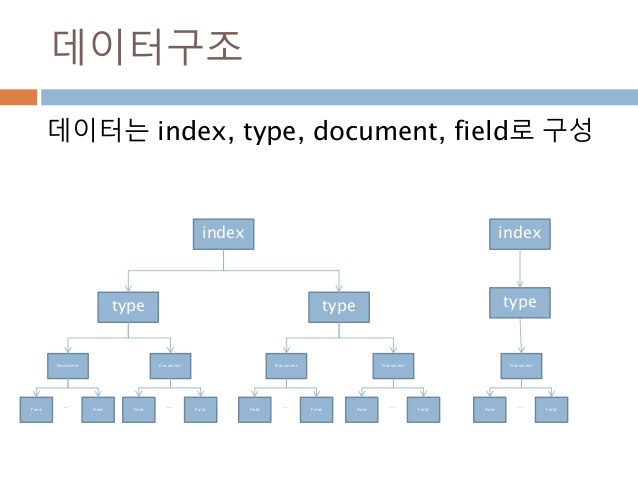 데이터구조
데이터는 index, type, document, field로 구성
index index
type type type
Document Document Document Document Document
Field ... Field Field ... Field Field ... Field Field ... Field Field ... Field